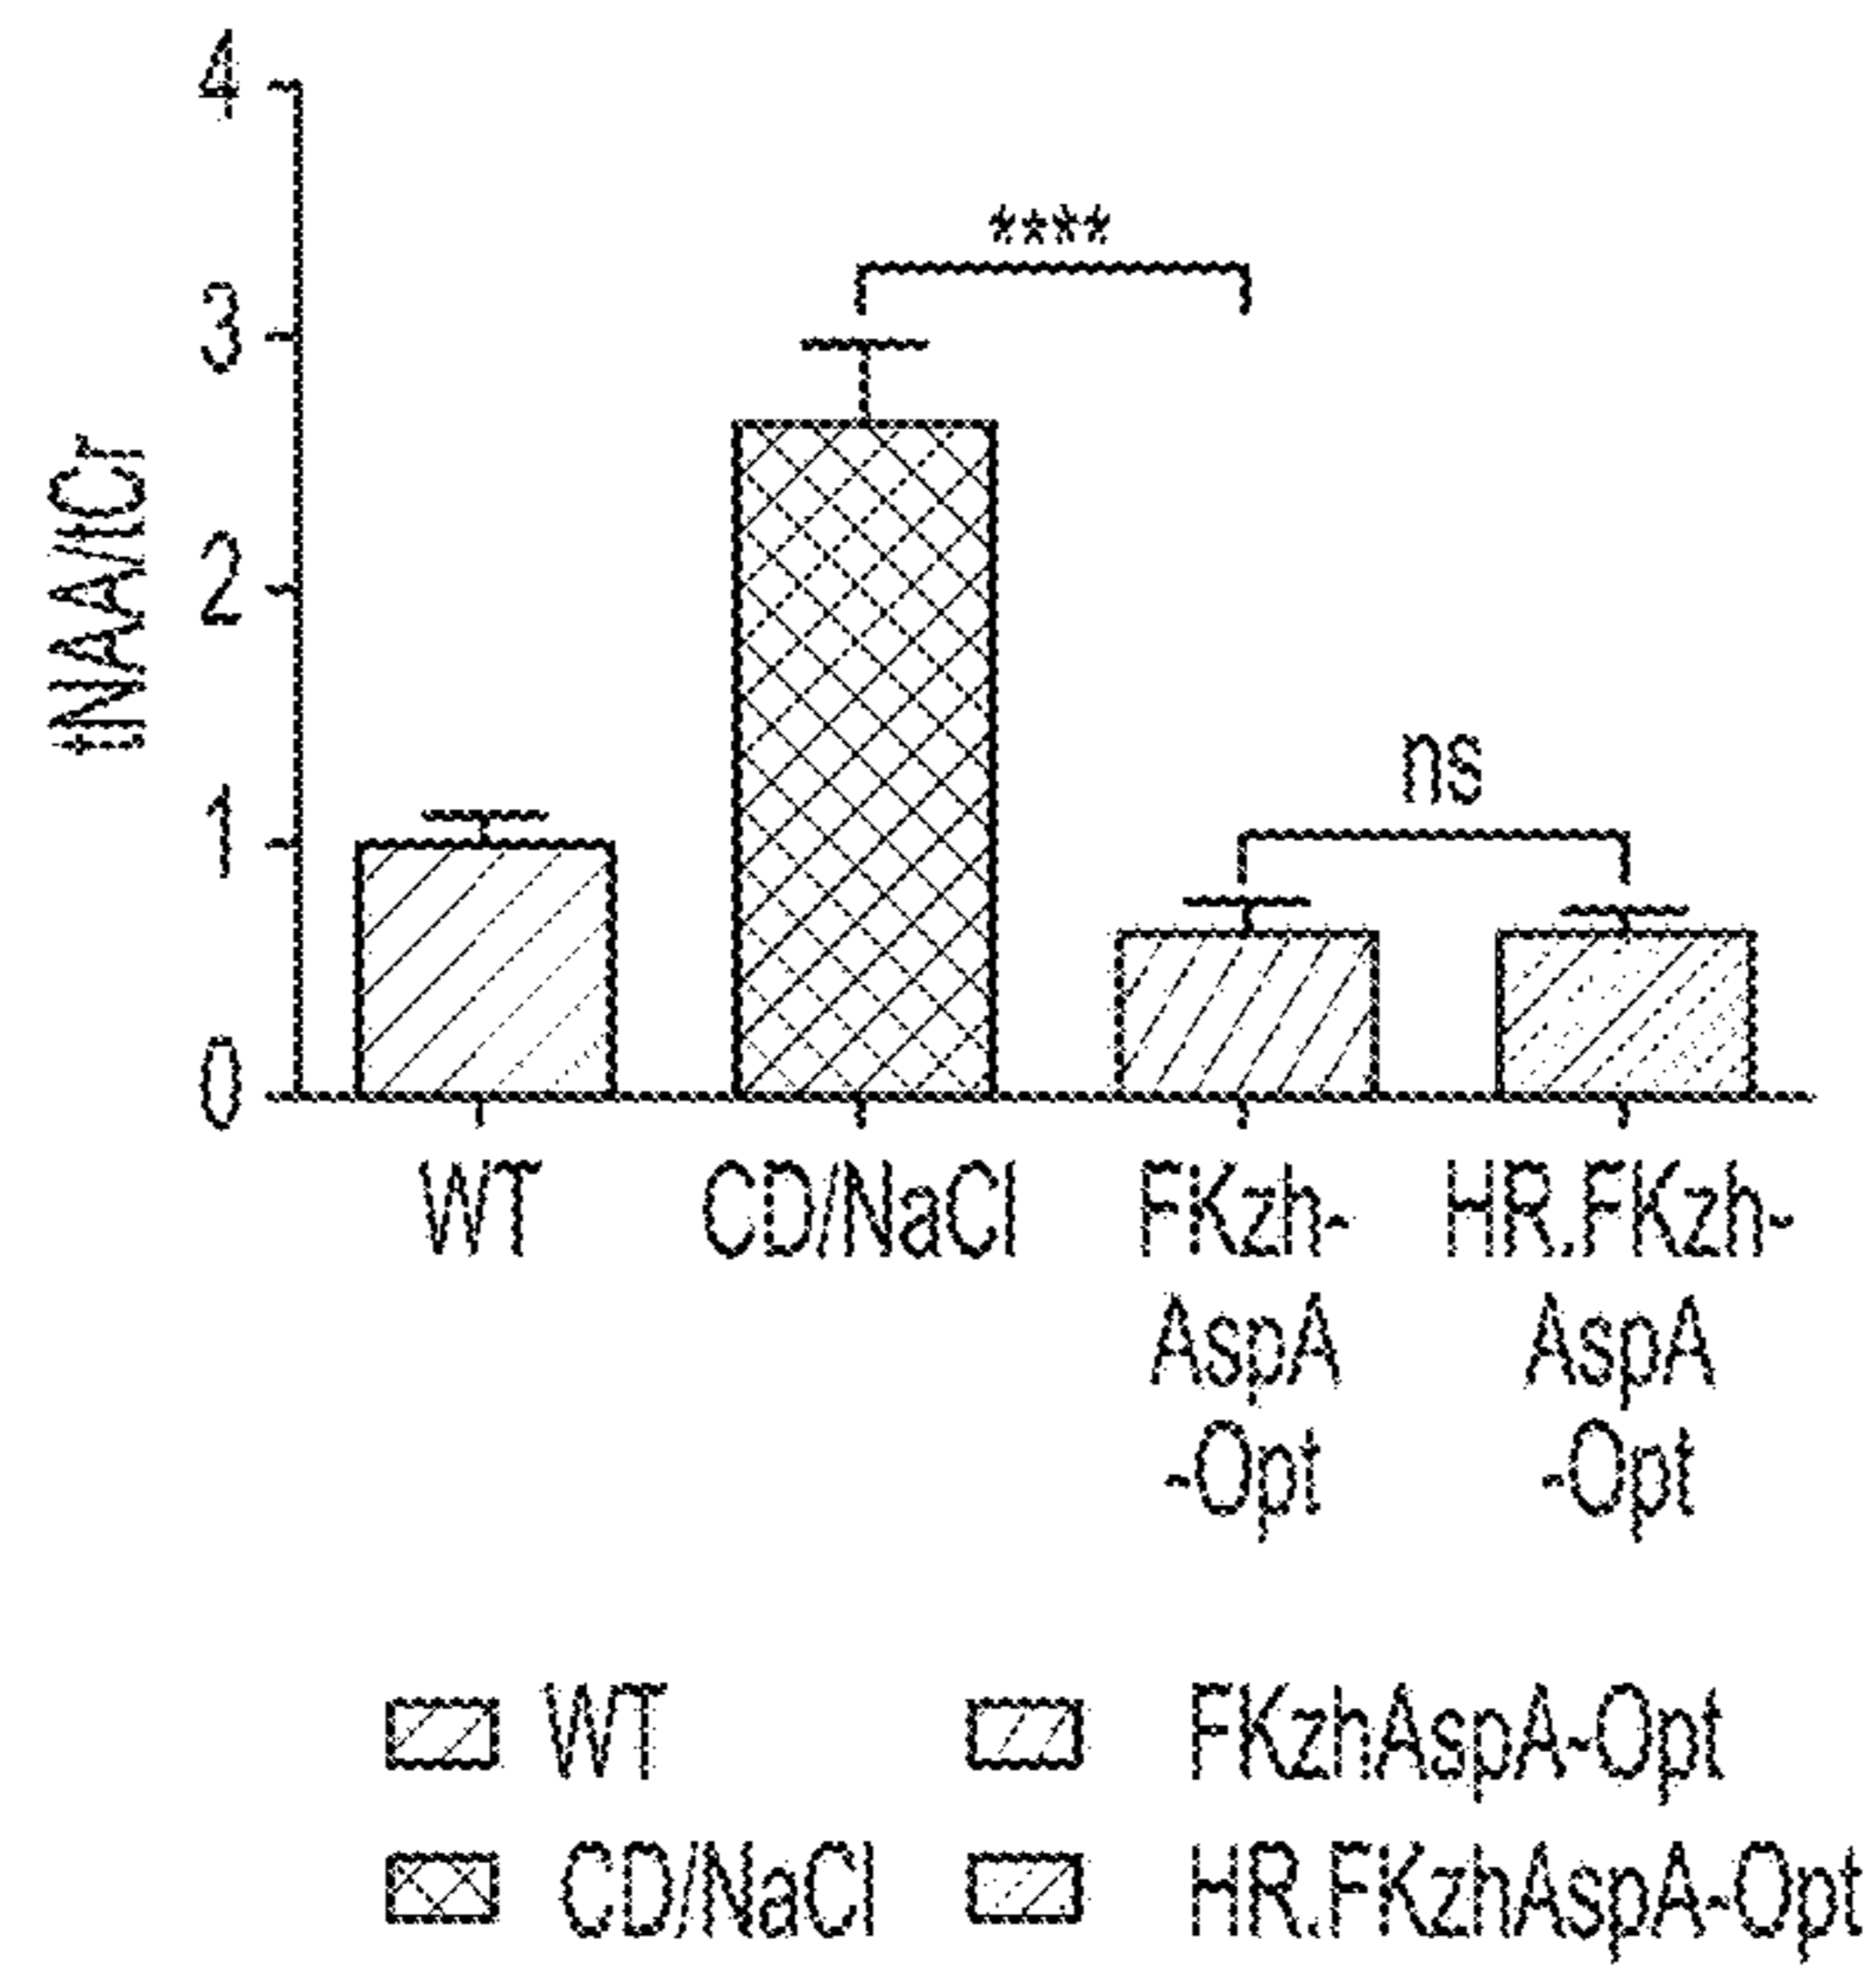 tNAA/tCr
4
3
2
1
0
****
ns
WT
CD/NaCl
FKzh-
AspA
-Opt
HR.FKzh-
AspA
-Opt
WT
FKzhAspA-Opt
CD/NaCl
HR.FKzhAspA-Opt